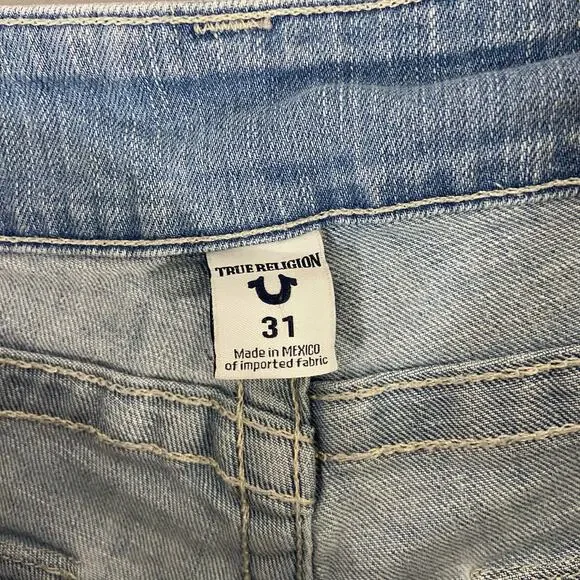 TRUE RELIGION
31
Made in MEXICO
of imported fabric